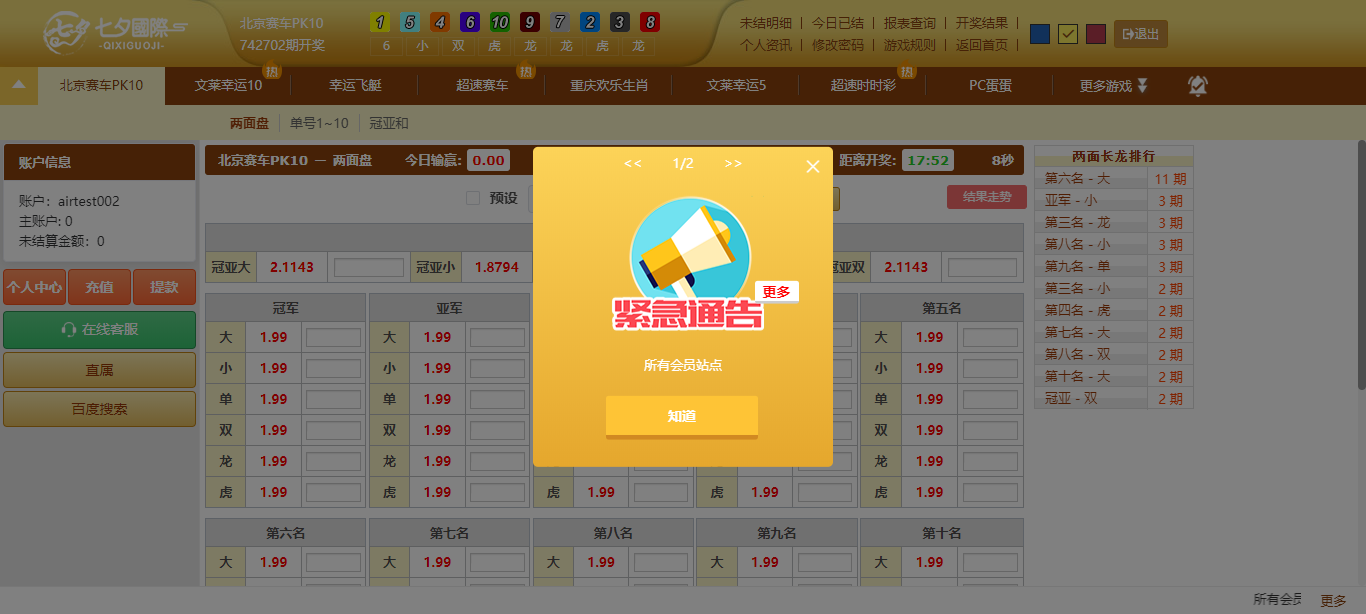 七夕國際
-QIXIGUOJI-
北京赛车PK10
742702期开奖
1 5 4 6 10 9 7 2 3 8
6 小 双 虎 龙 龙 虎 龙
未结明细 今日已结 报表查询 开奖结果
个人资讯 修改密码 游戏规则 返回首页
退出
北京赛车PK10 文莱幸运10 热 幸运飞艇 超速赛车 热 重庆欢乐生肖 文莱幸运5 超速时时彩 热 PC蛋蛋 更多游戏
两面盘 单号1~10 冠亚和
账户信息
账户：airtest002
主账户: 0
未结算金额：0
个人中心 充值 提款
在线客服
直属
百度搜索
北京赛车PK10 － 两面盘 今日输赢: 0.00 距离开奖: 17:52 8秒
预设 结果走势
冠亚大 2.1143 冠亚小 1.8794 冠亚双 2.1143
冠军 亚军 第五名
大 1.99 大 1.99 大 1.99
小 1.99 小 1.99 小 1.99
单 1.99 单 1.99 单 1.99
双 1.99 双 1.99 双 1.99
龙 1.99 龙 1.99 龙 1.99
虎 1.99 虎 1.99 虎 1.99 虎 1.99 虎 1.99
第六名 第七名 第八名 第九名 第十名
大 1.99 大 1.99 大 1.99 大 1.99 大 1.99
<< 1/2 >>
更多
紧急通告
所有会员站点
知道
两面长龙排行
第六名 - 大 11 期
亚军 - 小 3 期
第三名 - 龙 3 期
第八名 - 小 3 期
第九名 - 单 3 期
第三名 - 小 2 期
第四名 - 虎 2 期
第七名 - 大 2 期
第八名 - 双 2 期
第十名 - 大 2 期
冠亚 - 双 2 期
所有会员 更多